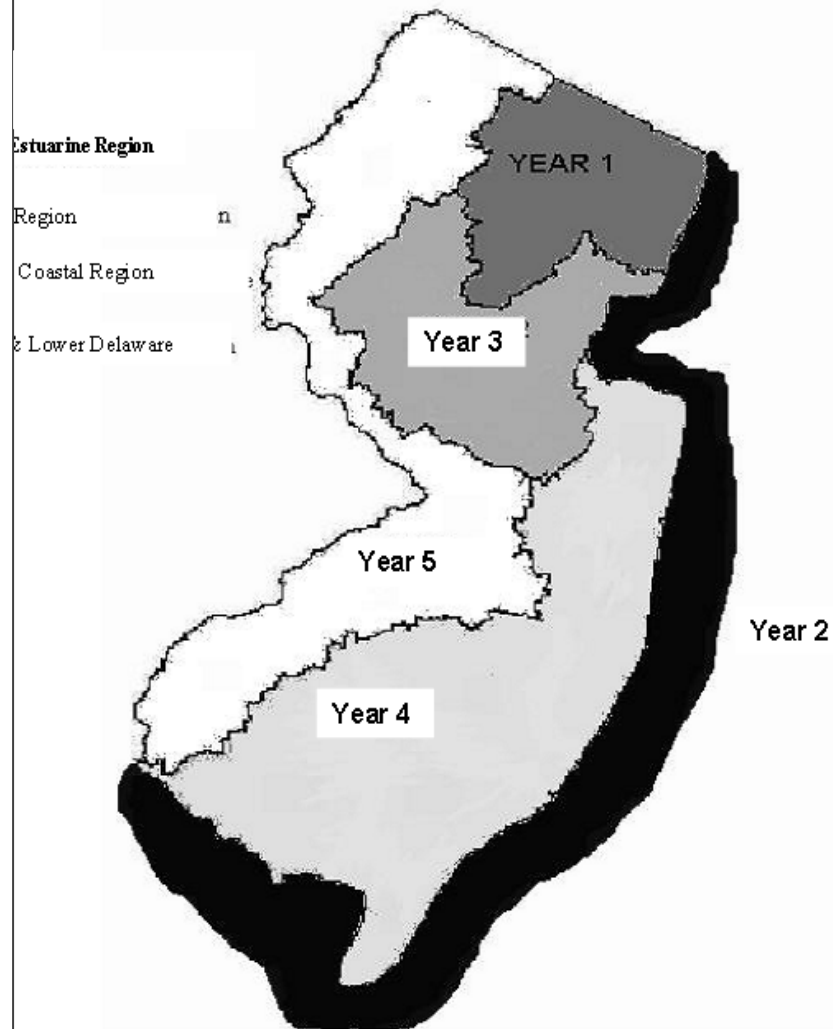 Estuarine Region
YEAR 1
Region n
Coastal Region
& Lower Delaware
Year 3
Year 5
Year 2
Year 4